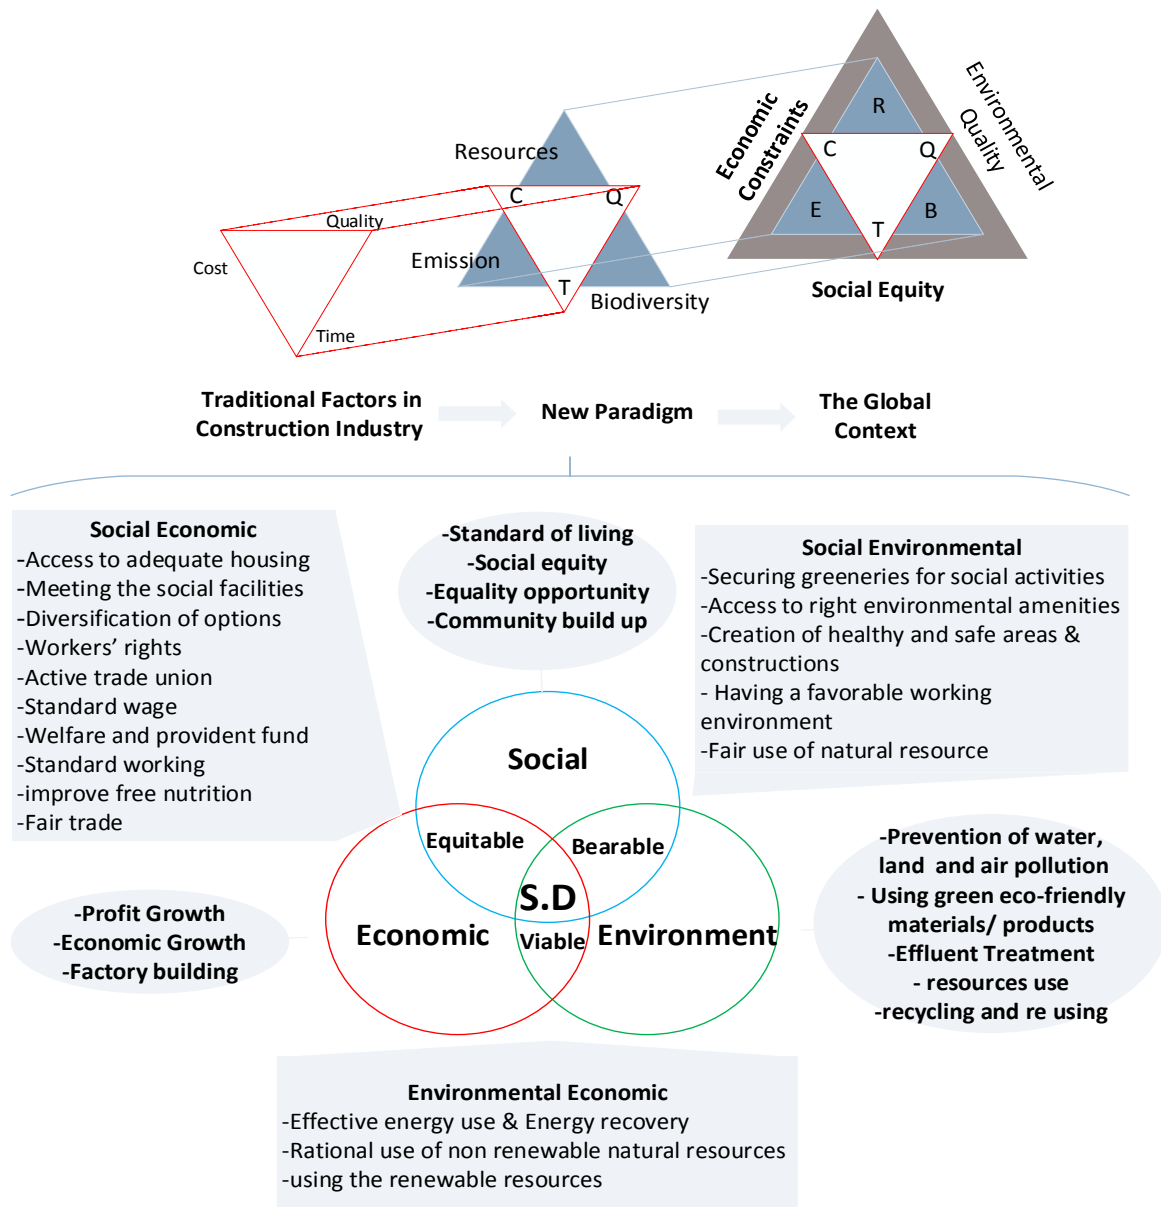 R
Economic
Constraints
Environmental
Quality
C
Q
E
T
B
Social Equity
Resources
C
Q
Emission
T
Biodiversity
Quality
Cost
Time
Traditional Factors in
Construction Industry
New Paradigm
The Global
Context
Social Economic
-Access to adequate housing
-Meeting the social facilities
-Diversification of options
-Workers’ rights
-Active trade union
-Standard wage
-Welfare and provident fund
-Standard working
-improve free nutrition
-Fair trade
-Standard of living
-Social equity
-Equality opportunity
-Community build up
Social Environmental
-Securing greeneries for social activities
-Access to right environmental amenities
-Creation of healthy and safe areas &
constructions
- Having a favorable working
environment
-Fair use of natural resource
Social
Equitable
Bearable
S.D
Economic
Viable
Environment
-Profit Growth
-Economic Growth
-Factory building
-Prevention of water,
land  and air pollution
- Using green eco-friendly
materials/ products
-Effluent Treatment
- resources use
-recycling and re using
Environmental Economic
-Effective energy use & Energy recovery
-Rational use of non renewable natural resources
-using the renewable resources